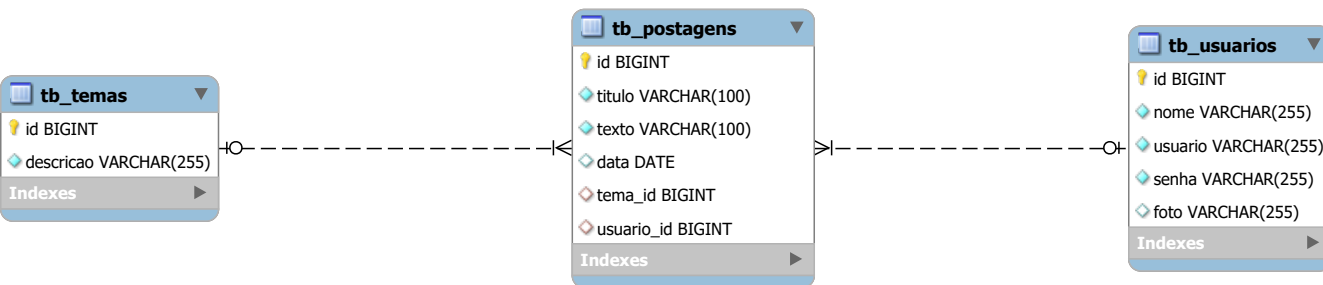 tb_temas
id BIGINT
descricao VARCHAR(255)
Indexes
tb_postagens
id BIGINT
titulo VARCHAR(100)
texto VARCHAR(100)
data DATE
tema_id BIGINT
usuario_id BIGINT
Indexes
tb_usuarios
id BIGINT
nome VARCHAR(255)
usuario VARCHAR(255)
senha VARCHAR(255)
foto VARCHAR(255)
Indexes